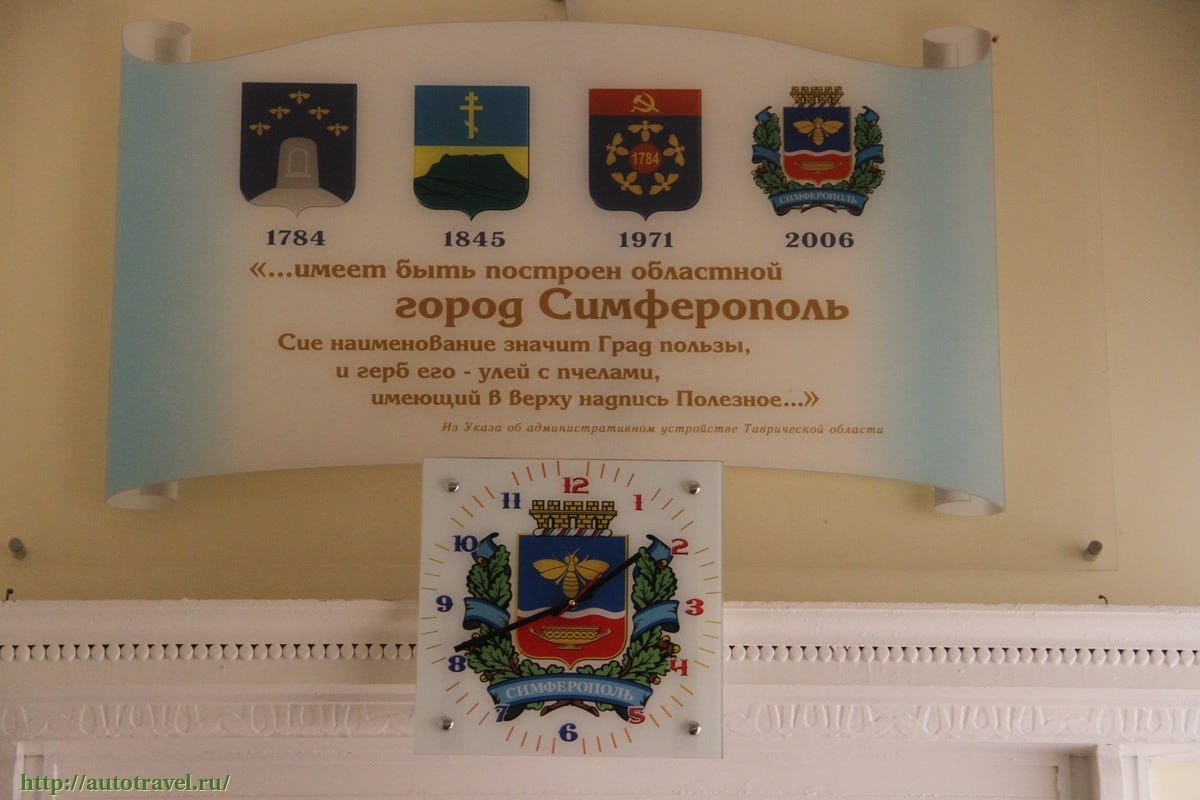 1784
1784 1845 1971 2006
СИМФЕРОПОЛЬ
«...имеет быть построен областной
город Симферополь
Сие наименование значит Град пользы,
и герб его - улей с пчелами,
имеющий в верху надпись Полезное...»
Из Указа об административном устройстве Таврической области
12
11 1
10 2
9 3
8 4
СИМФЕРОПОЛЬ
7 5
6
http://autotravel.ru/